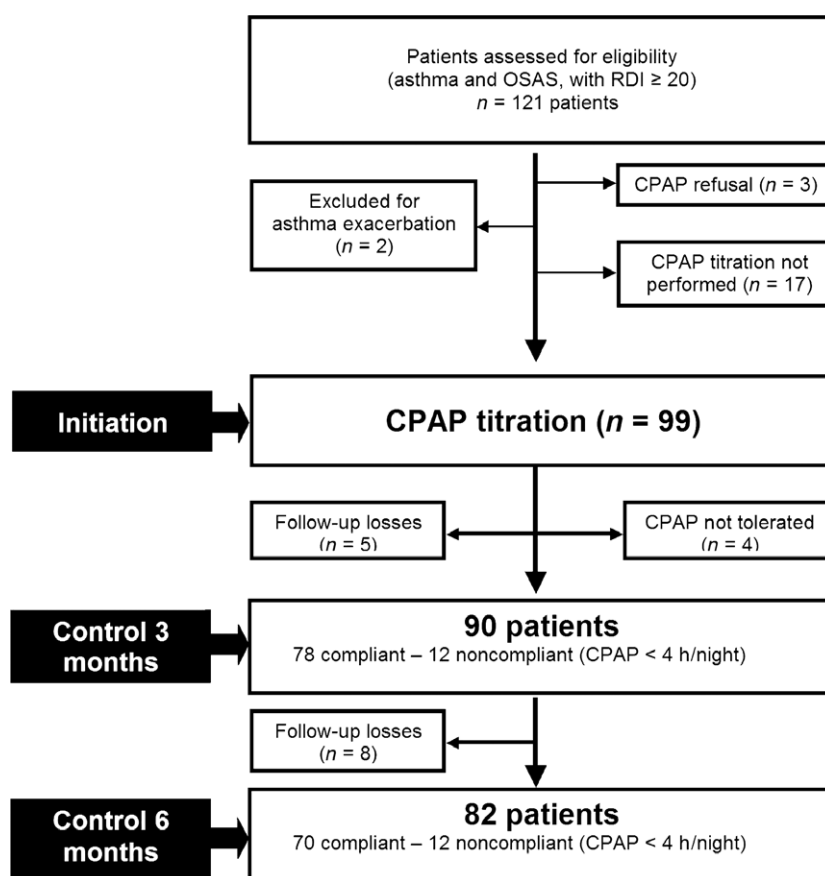 Patients assessed for eligibility
(asthma and OSAS, with RDI ≥ 20)
n = 121 patients
CPAP refusal (n = 3)
Excluded for
asthma exacerbation
(n = 2)
CPAP titration not
performed (n = 17)
Initiation
CPAP titration (n = 99)
Follow-up losses
(n = 5)
CPAP not tolerated
(n = 4)
Control 3
months
90 patients
78 compliant – 12 noncompliant (CPAP < 4 h/night)
Follow-up losses
(n = 8)
Control 6
months
82 patients
70 compliant – 12 noncompliant (CPAP < 4 h/night)